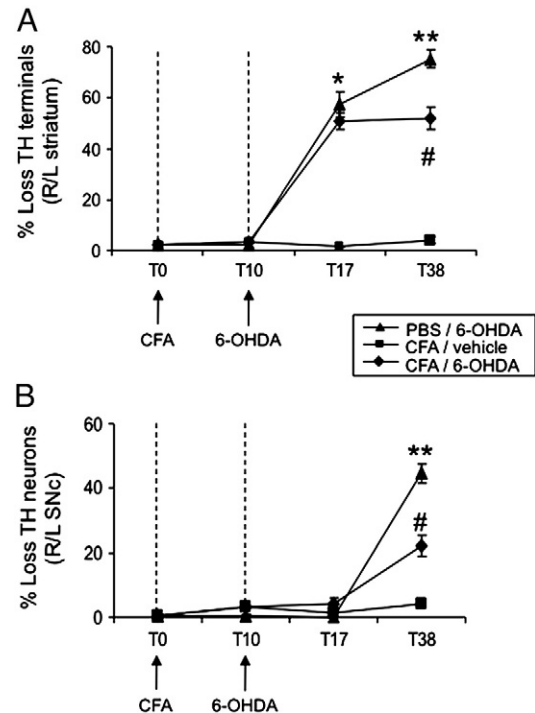 A
% Loss TH terminals
(R/L striatum)
80
60
40
20
0
*
**
#
T0 T10 T17 T38
CFA 6-OHDA
PBS / 6-OHDA
CFA / vehicle
CFA / 6-OHDA
B
% Loss TH neurons
(R/L SNc)
60
40
20
0
**
#
T0 T10 T17 T38
CFA 6-OHDA